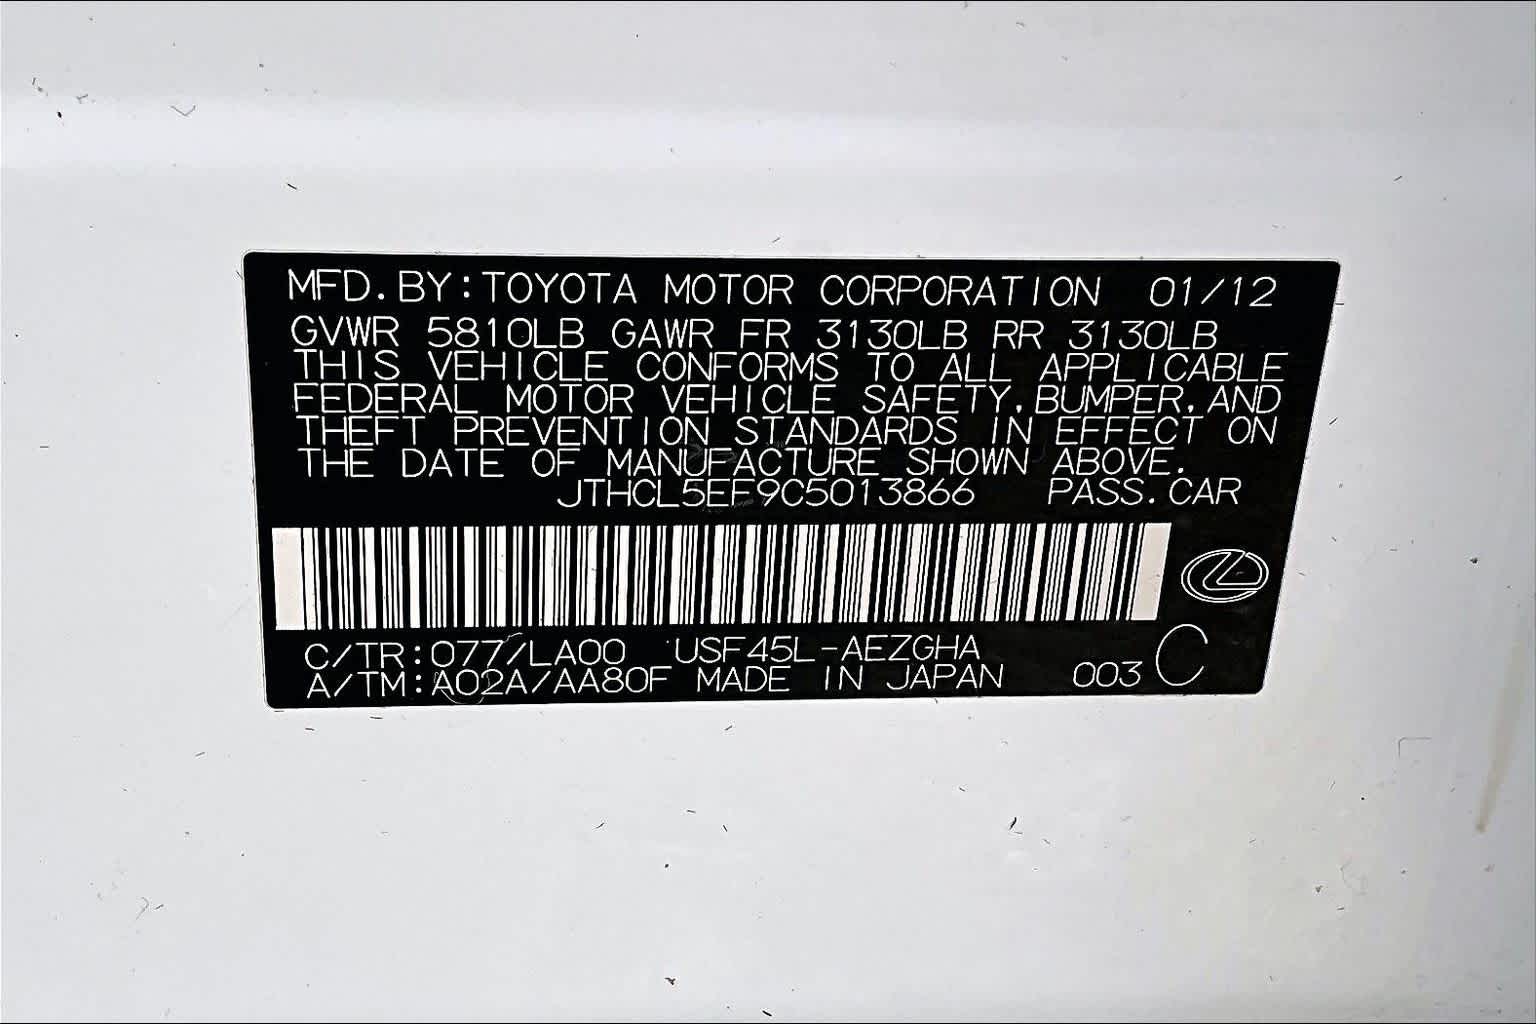 MFD. BY: TOYOTA MOTOR CORPORATION 01/12
GVWR 5810LB GAWR FR 3130LB RR 3130LB
THIS VEHICLE CONFORMS TO ALL APPLICABLE
FEDERAL MOTOR VEHICLE SAFETY, BUMPER, AND
THEFT PREVENTION STANDARDS IN EFFECT ON
THE DATE OF MANUFACTURE SHOWN ABOVE.
JTHCL5EF9C5013866 PASS. CAR
C/TR: 077/LA00 USF45L-AEZGHA
A/TM: A02A/AA80F MADE IN JAPAN 003 C